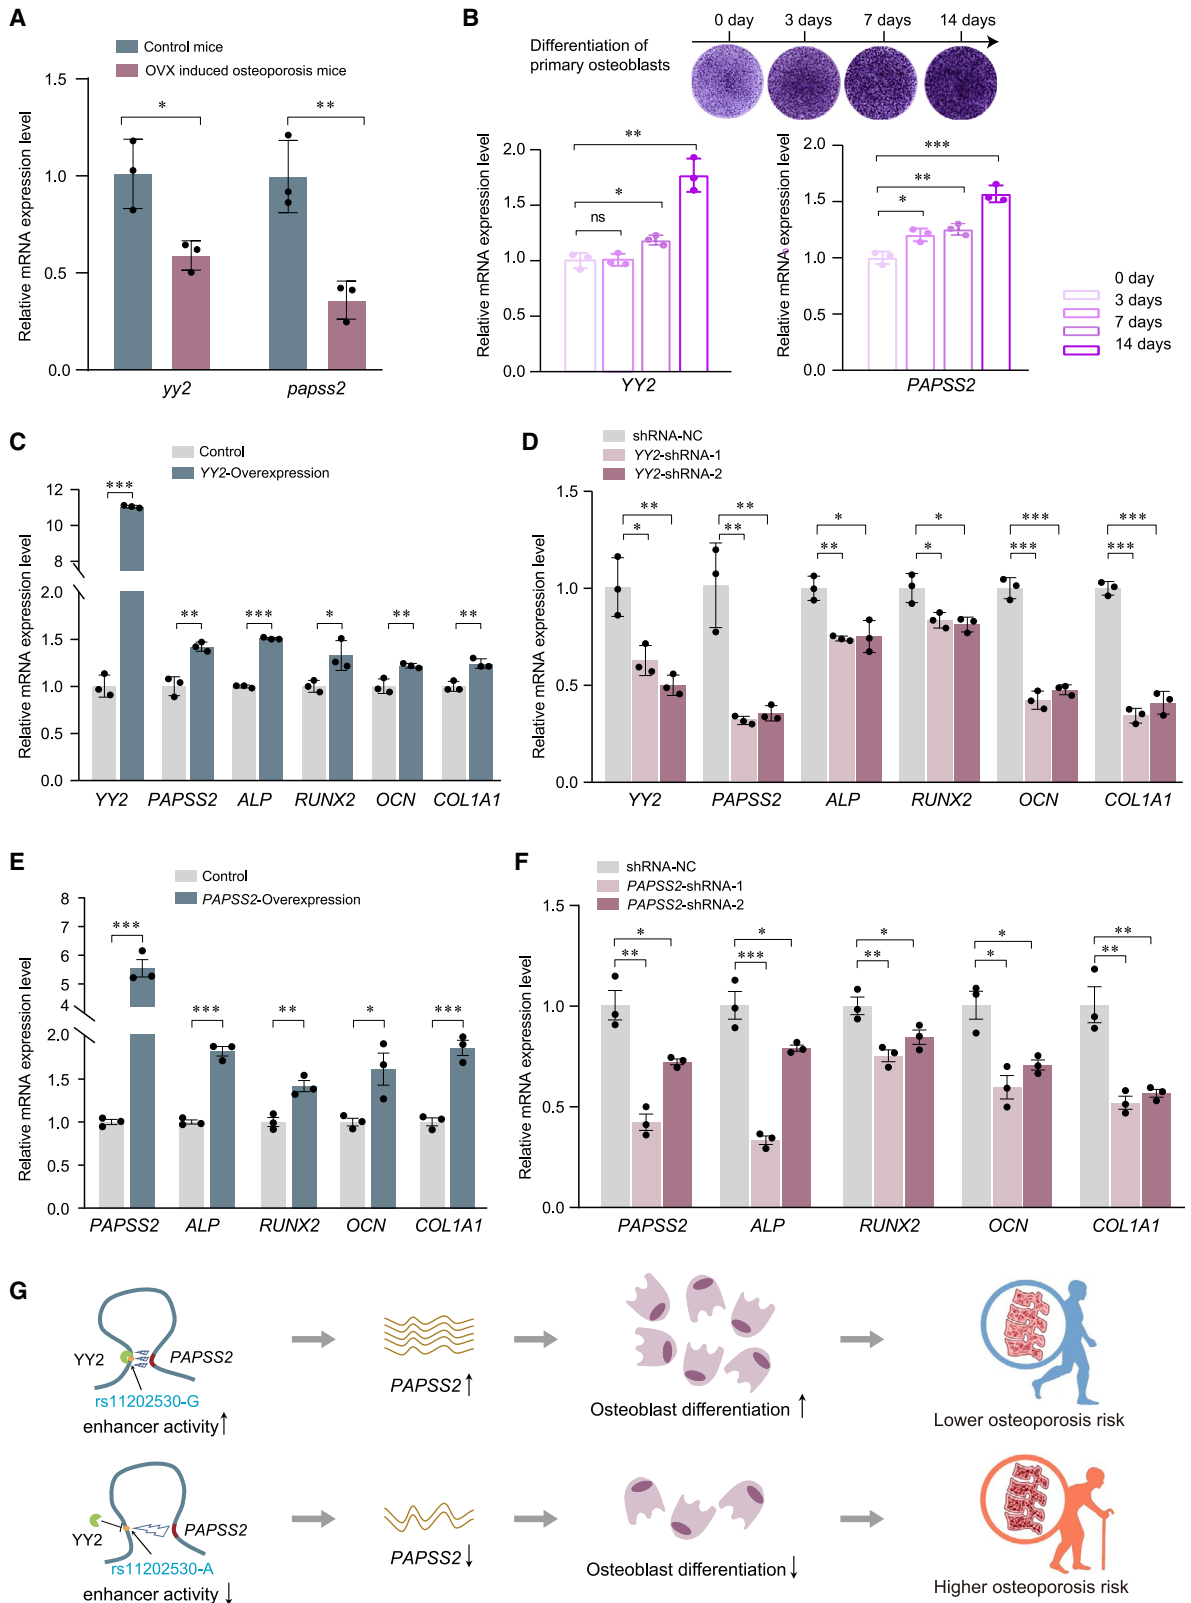 A
Control mice
OVX induced osteoporosis mice
Relative mRNA expression level
1.5
1.0
0.5
0.0
*
**
yy2
papss2
B
0 day
3 days
7 days
14 days
Differentiation of
primary osteoblasts
Relative mRNA expression level
2.0
1.5
1.0
0.5
0.0
**
*
ns
YY2
Relative mRNA expression level
2.0
1.5
1.0
0.5
0.0
***
**
*
PAPSS2
0 day
3 days
7 days
14 days
C
Control
YY2-Overexpression
Relative mRNA expression level
12
10
8
2.0
1.5
1.0
0.5
0.0
***
**
***
*
**
**
YY2
PAPSS2
ALP
RUNX2
OCN
COL1A1
D
shRNA-NC
YY2-shRNA-1
YY2-shRNA-2
Relative mRNA expression level
1.5
1.0
0.5
0.0
**
*
**
**
*
**
*
*
***
***
***
***
YY2
PAPSS2
ALP
RUNX2
OCN
COL1A1
E
Control
PAPSS2-Overexpression
Relative mRNA expression level
8
7
6
5
4
2.0
1.5
1.0
0.5
0.0
***
***
**
*
***
PAPSS2
ALP
RUNX2
OCN
COL1A1
F
shRNA-NC
PAPSS2-shRNA-1
PAPSS2-shRNA-2
Relative mRNA expression level
1.5
1.0
0.5
0.0
*
**
*
***
*
**
*
*
**
**
PAPSS2
ALP
RUNX2
OCN
COL1A1
G
YY2
PAPSS2
rs11202530-G
enhancer activity↑
PAPSS2↑
Osteoblast differentiation ↑
Lower osteoporosis risk
YY2
PAPSS2
rs11202530-A
enhancer activity↓
PAPSS2↓
Osteoblast differentiation↓
Higher osteoporosis risk